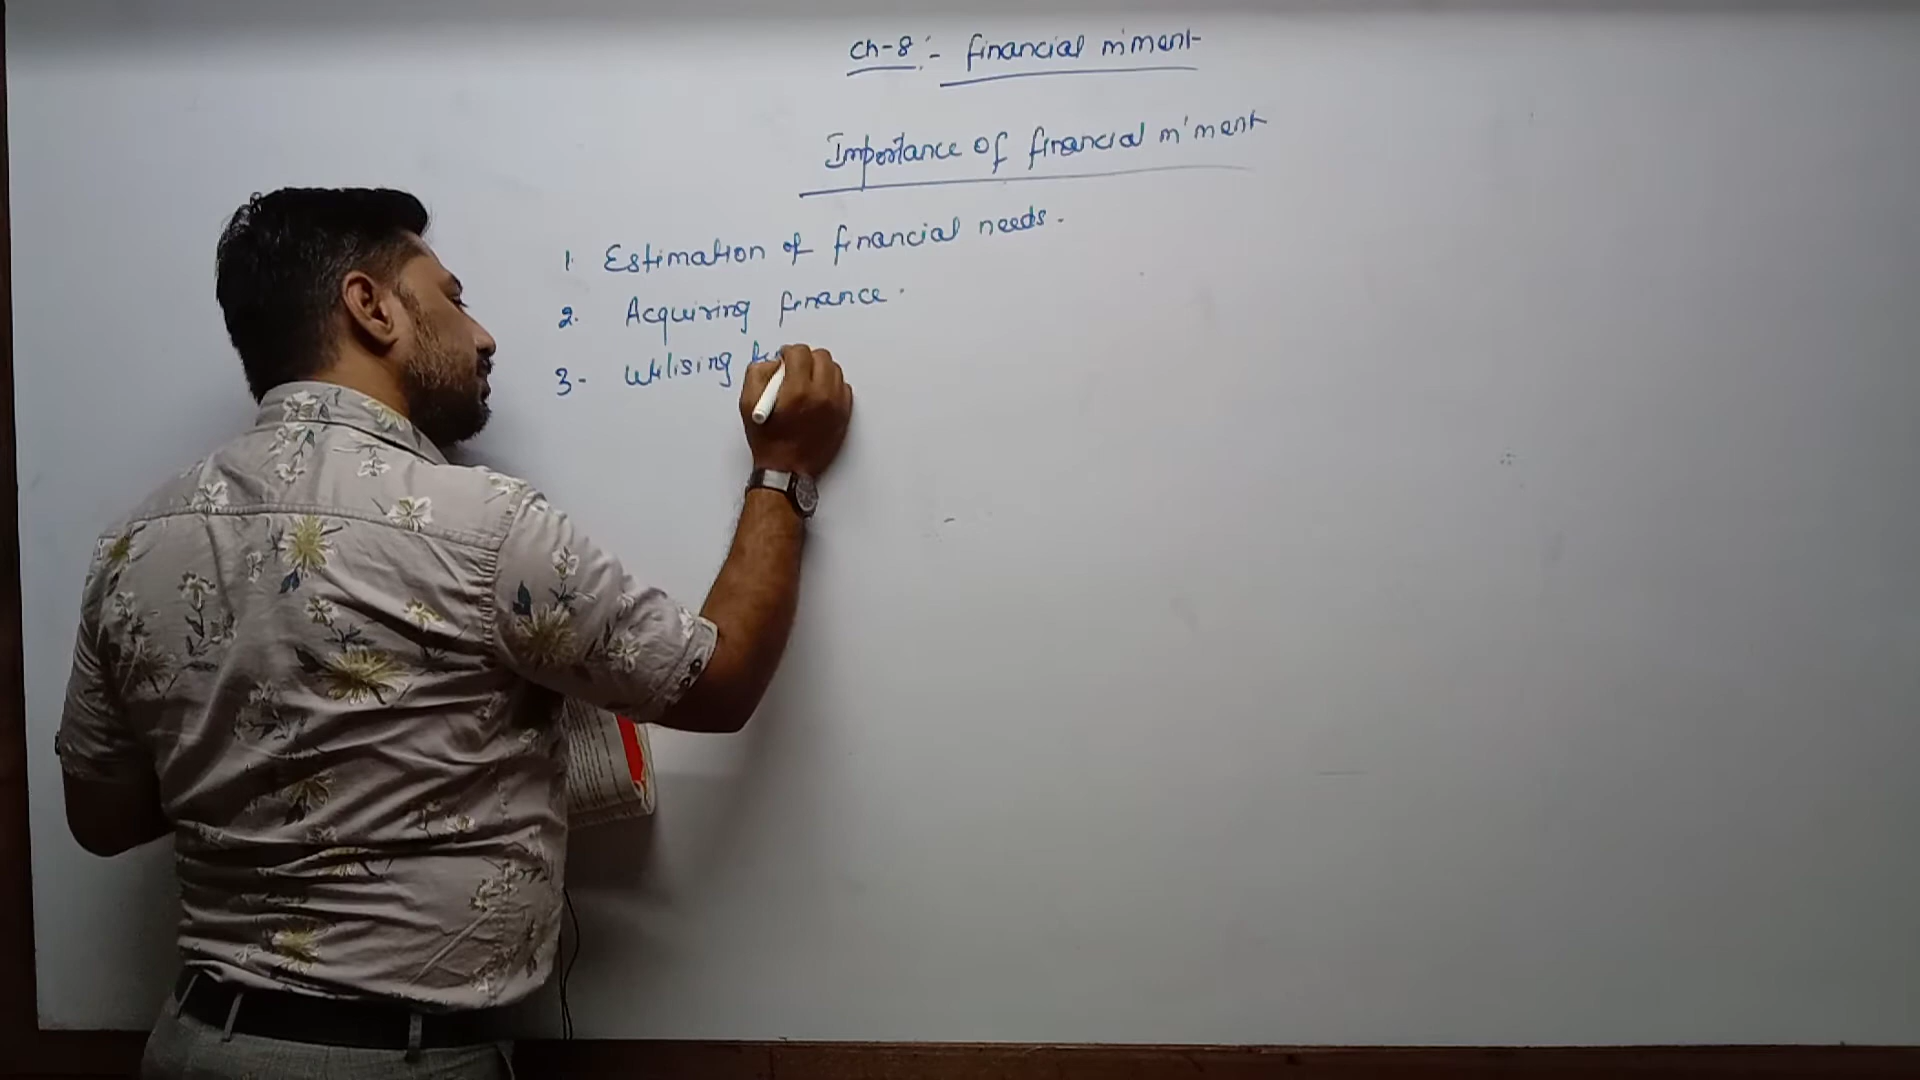 Ch-8:- financial m'ment
Importance of financial m'ment
1. Estimation of financial needs.
2. Acquiring finance.
3- Utilising